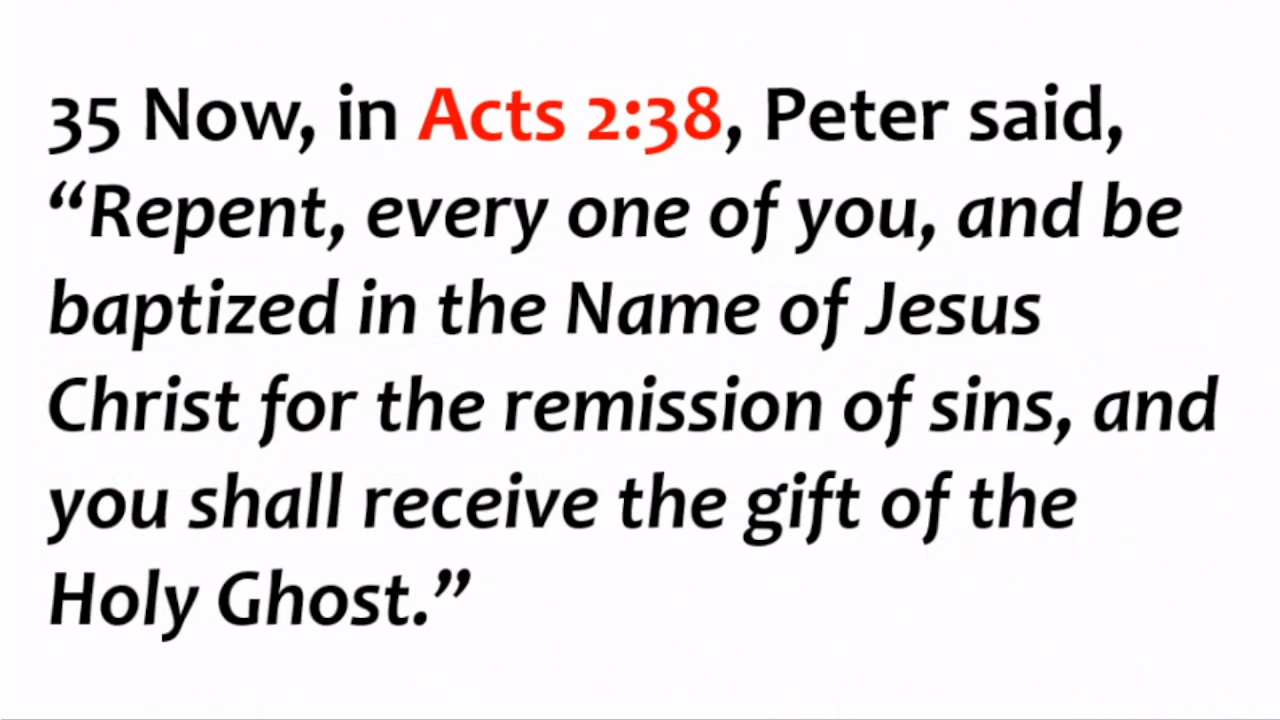 35 Now, in Acts 2:38, Peter said,
“Repent, every one of you, and be
baptized in the Name of Jesus
Christ for the remission of sins, and
you shall receive the gift of the
Holy Ghost.”